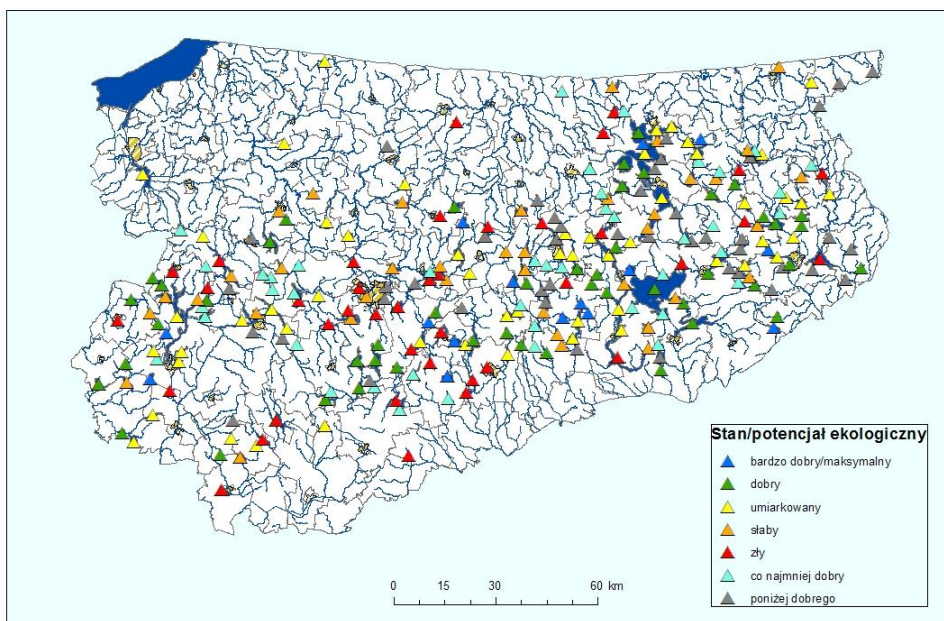 Stan/potencjał ekologiczny
bardzo dobry/maksymalny
dobry
umiarkowany
słaby
zły
co najmniej dobry
poniżej dobrego
0 15 30 60 km